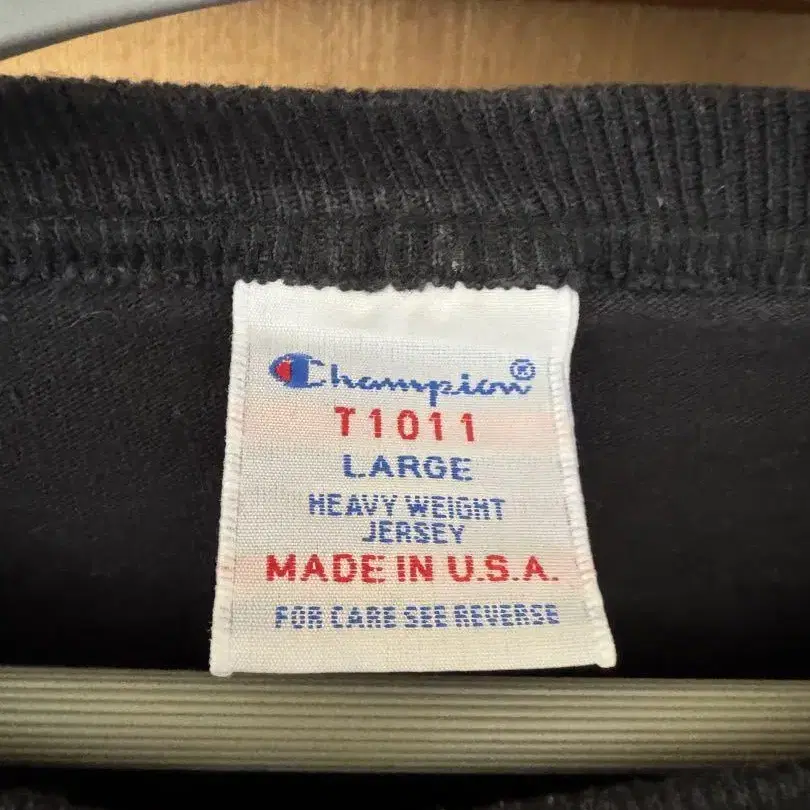 Champion®
T1011
LARGE
HEAVY WEIGHT
JERSEY
MADE IN U.S.A.
FOR CARE SEE REVERSE